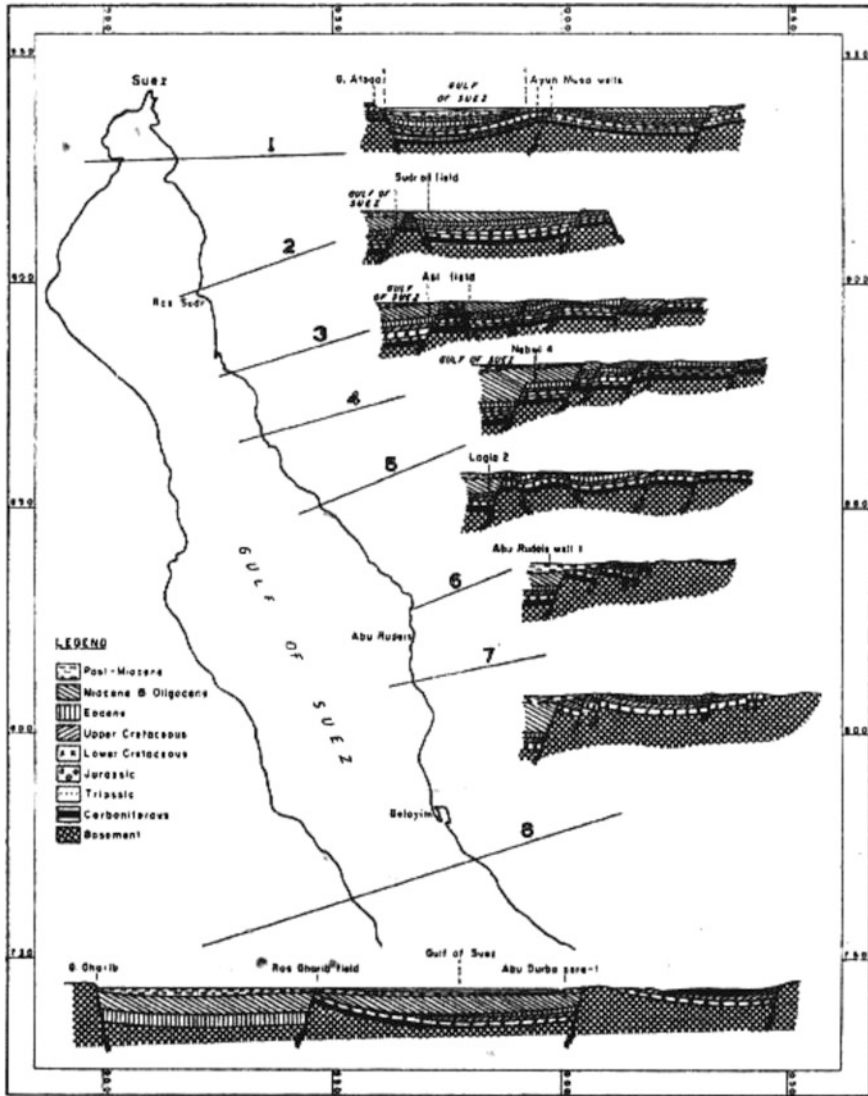 Suez
G. Ataqa
GULF
OF SUEZ
Ayun Musa wells
1
GULF OF
SUEZ
Sudr oil field
2
Ras Sudr
GULF
OF SUEZ
Asl field
3
GULF OF SUEZ
Nebwi 4
4
Lagia 2
5
Abu Rudeis well 1
6
Abu Rudeis
7
GULF OF SUEZ
LEGEND
Post-Miocene
Miocene & Oligocene
Eocene
Upper Cretaceous
Lower Cretaceous
Jurassic
Triassic
Carboniferous
Basement
Belayim
8
G. Gharib
Ras Gharib field
Gulf of Suez
Abu Durba